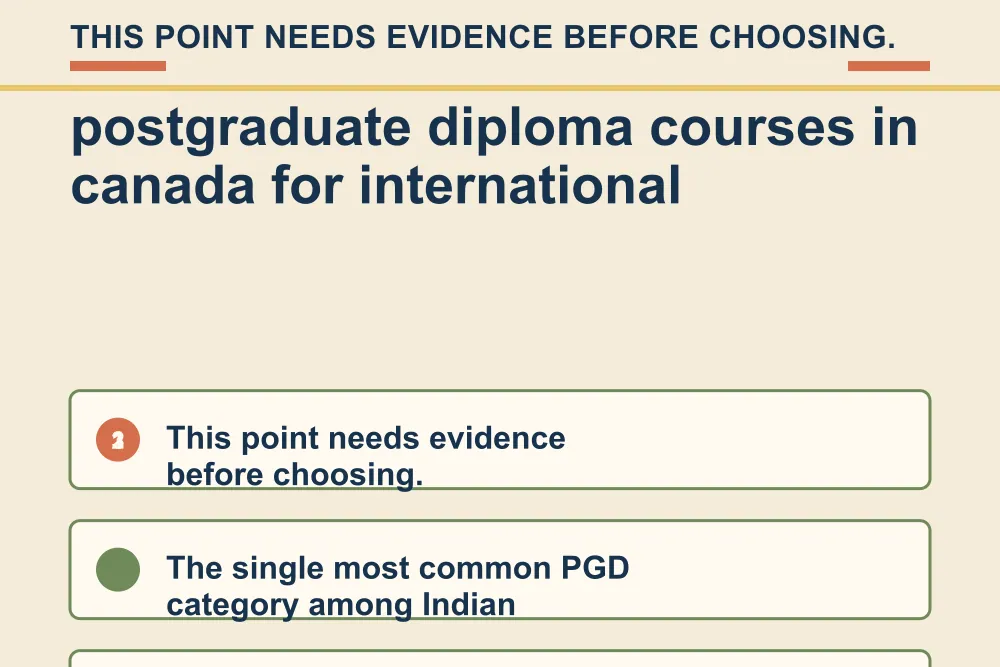 THIS POINT NEEDS EVIDENCE BEFORE CHOOSING.
postgraduate diploma courses in
canada for international
This point needs evidence
before choosing.
The single most common PGD
category among Indian